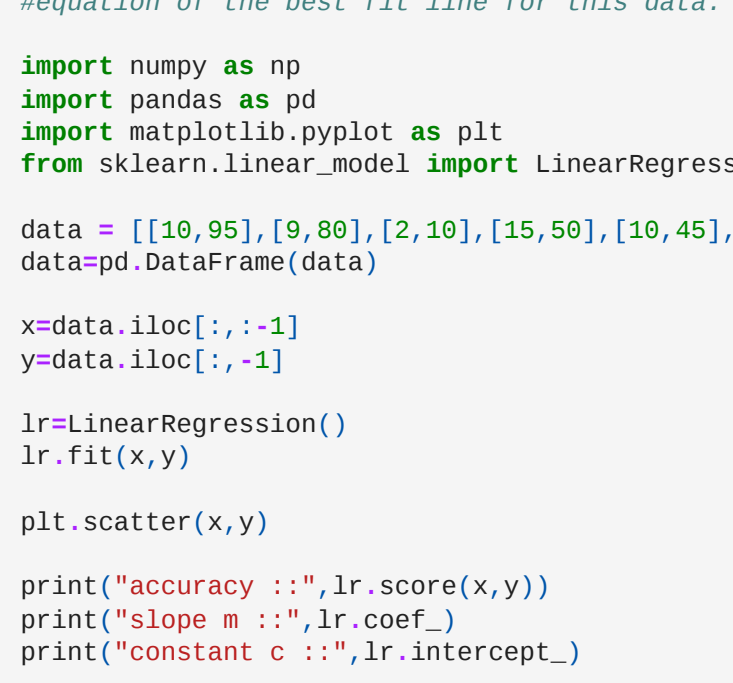 #equation of the best fit line for this data.
import numpy as np
import pandas as pd
import matplotlib.pyplot as plt
from sklearn.linear_model import LinearRegress
data = [[10,95],[9,80],[2,10],[15,50],[10,45],
data=pd.DataFrame(data)
x=data.iloc[:,:-1]
y=data.iloc[:,-1]
lr=LinearRegression()
lr.fit(x,y)
plt.scatter(x,y)
print("accuracy ::",lr.score(x,y))
print("slope m ::",lr.coef_)
print("constant c ::",lr.intercept_)